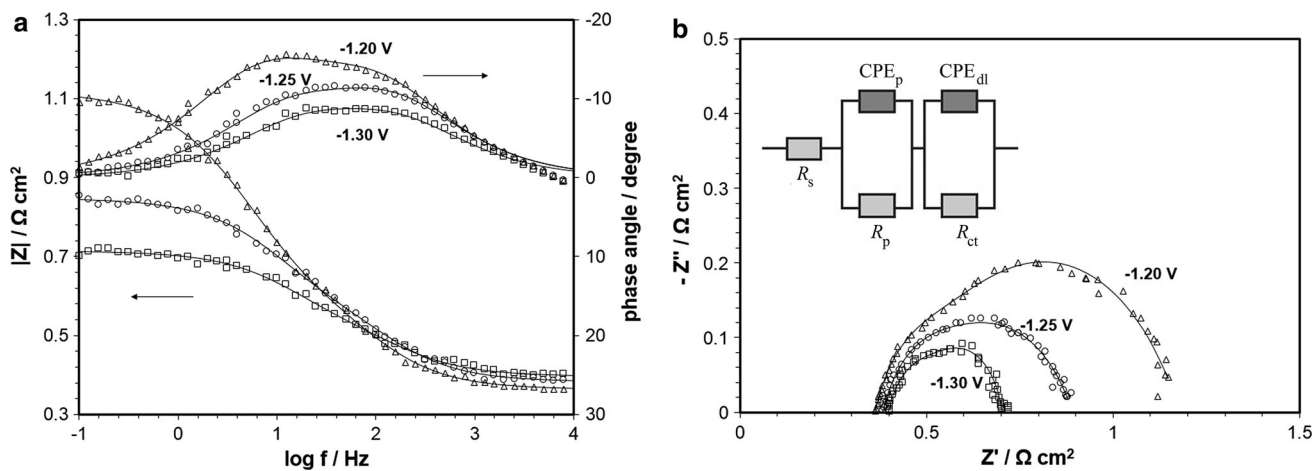 a
1.3
1.1
0.9
0.7
0.5
0.3
|Z| / Ω cm2
-1
0
1
2
3
4
log f / Hz
-20
-10
0
10
20
30
phase angle / degree
-1.20 V
-1.25 V
-1.30 V
b
0.5
0.4
0.3
0.2
0.1
0
- Z" / Ω cm2
0
0.5
1
1.5
Z' / Ω cm2
CPEp
CPEdl
Rs
Rp
Rct
-1.20 V
-1.25 V
-1.30 V